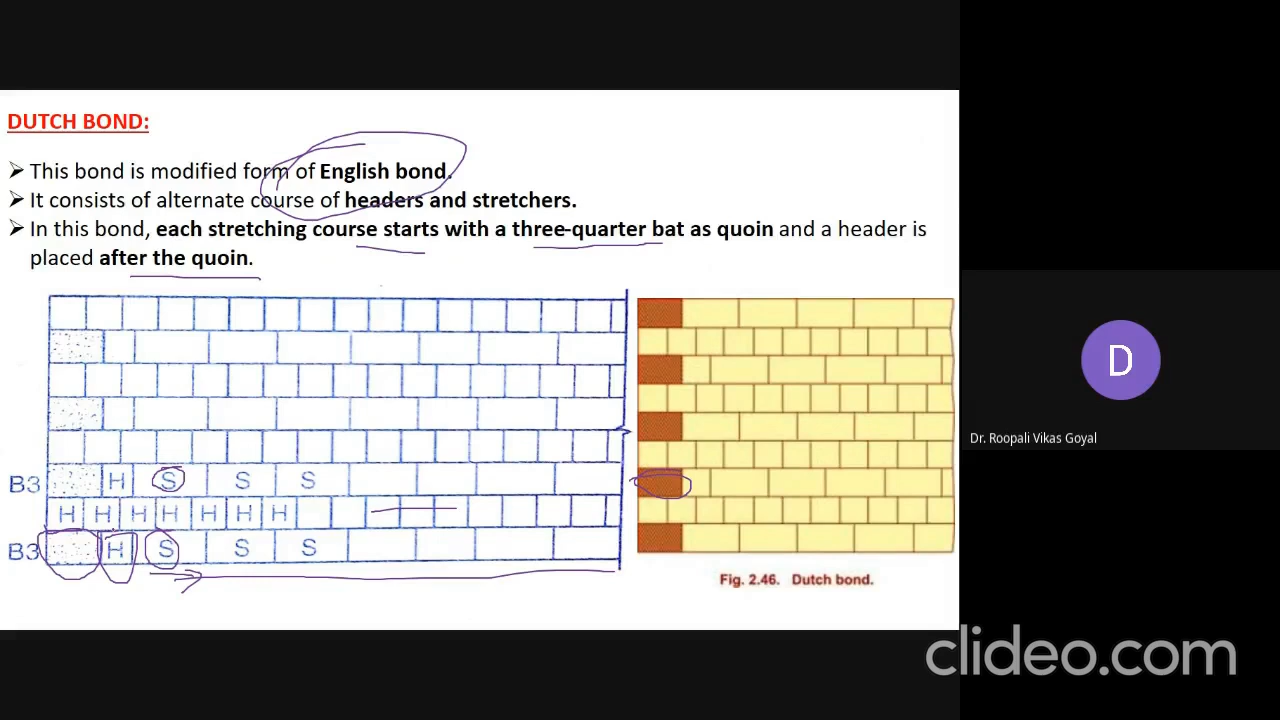 DUTCH BOND:
➢ This bond is modified form of English bond.
➢ It consists of alternate course of headers and stretchers.
➢ In this bond, each stretching course starts with a three-quarter bat as quoin and a header is
placed after the quoin.
B3 H S S S
H H H H H H H
B3 H S S S
Fig. 2.46. Dutch bond.
D
Dr. Roopali Vikas Goyal
clideo.com